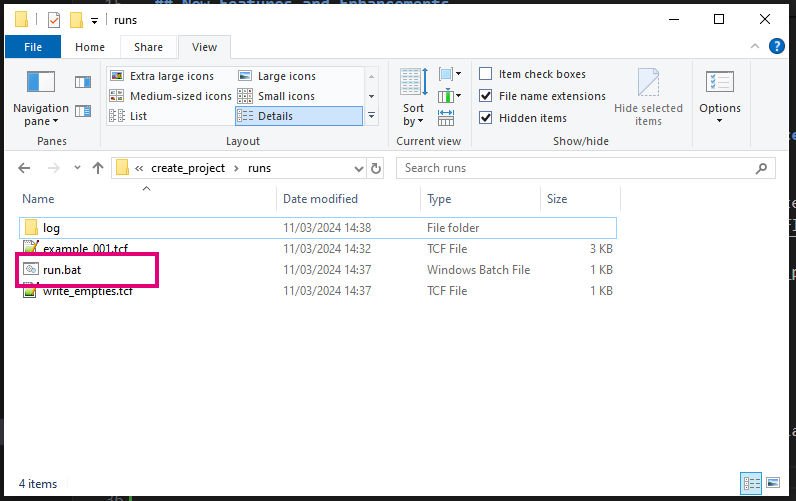 ## New Features and Enhancements
runs
File Home Share View
Navigation pane
Extra large icons Large icons
Medium-sized icons Small icons
List Details
Sort by
Item check boxes
File name extensions
Hidden items
Hide selected items
Options
Panes Layout Current view Show/hide
« create_project › runs Search runs
Name Date modified Type Size
log 11/03/2024 14:38 File folder
example_001.tcf 11/03/2024 14:32 TCF File 3 KB
run.bat 11/03/2024 14:37 Windows Batch File 1 KB
write_empties.tcf 11/03/2024 14:37 TCF File 1 KB
4 items